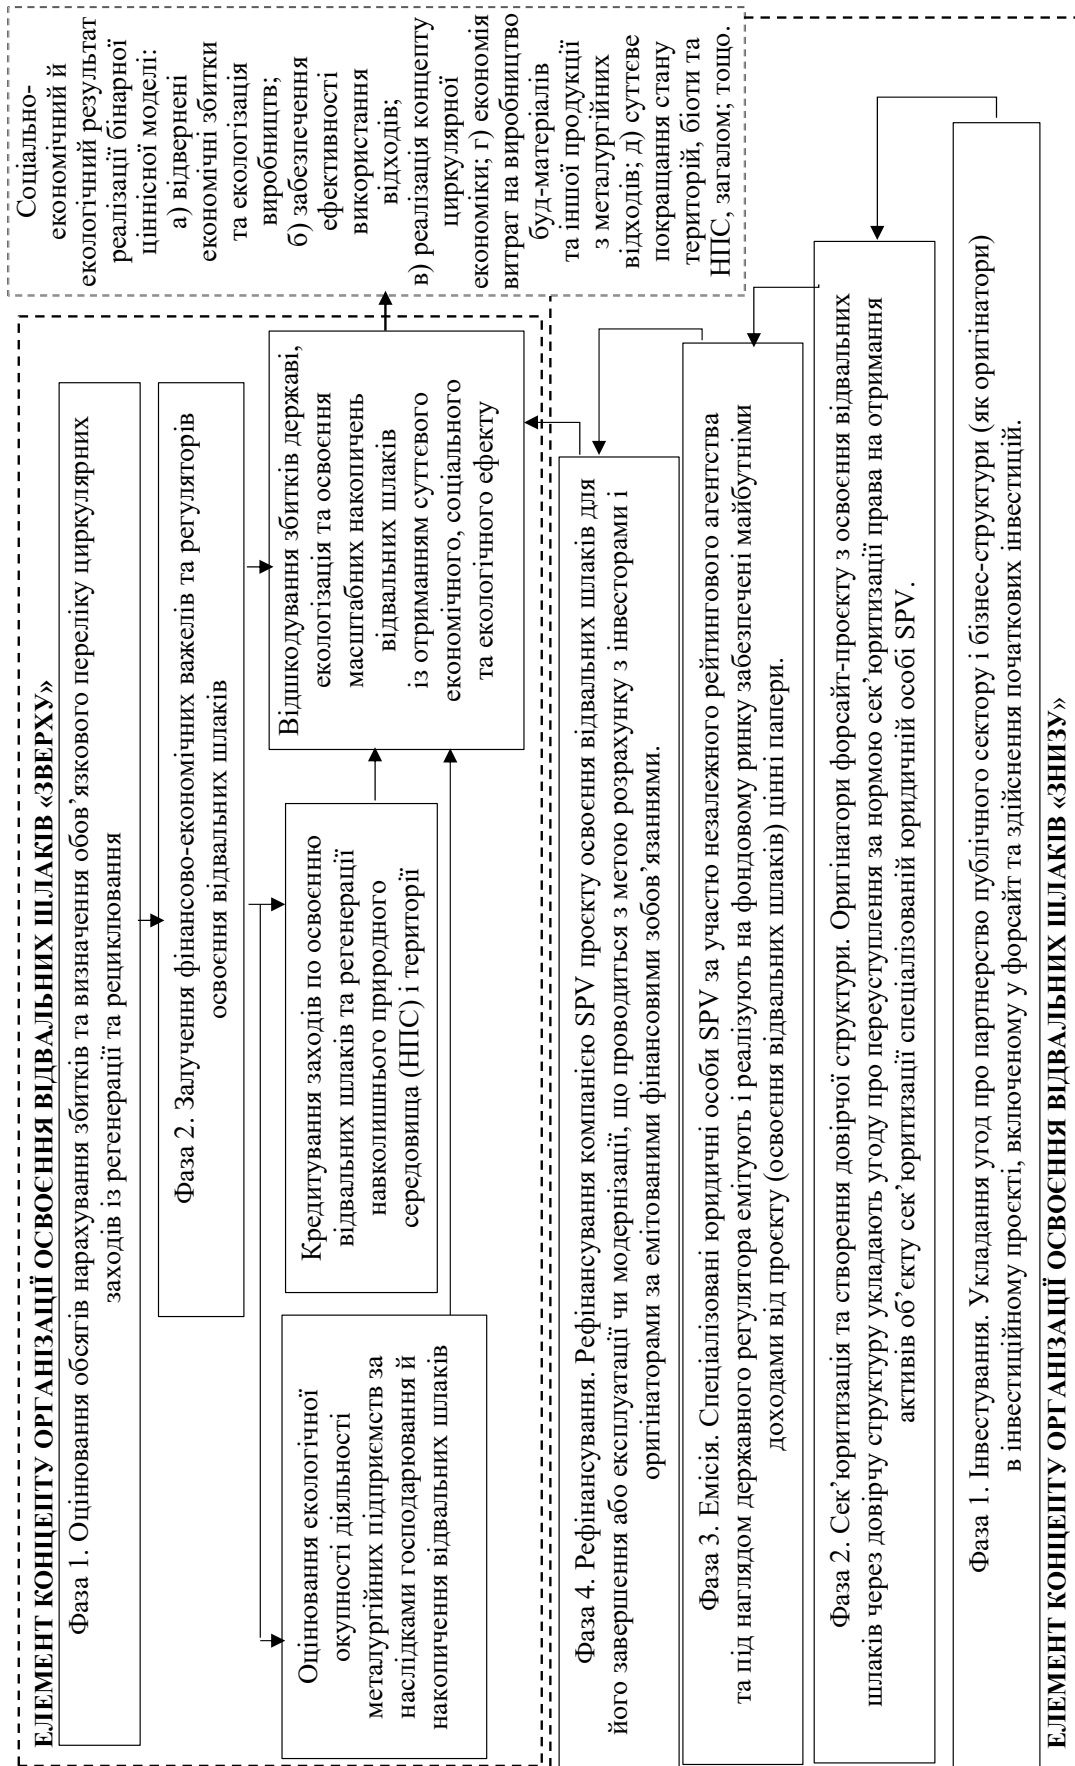 ЕЛЕМЕНТ КОНЦЕПТУ ОРГАНІЗАЦІЇ ОСВОЄННЯ ВІДВАЛЬНИХ ШЛАКІВ «ЗВЕРХУ»
Фаза 1. Оцінювання обсягів нарахування збитків та визначення обов’язкового переліку циркулярних
заходів із регенерації та рециклювання
Фаза 2. Залучення фінансово-економічних важелів та регуляторів
освоєння відвальних шлаків
Оцінювання екологічної
окупності діяльності
металургійних підприємств за
наслідками господарювання й
накопичення відвальних шлаків
Кредитування заходів по освоєнню
відвальних шлаків та регенерації
навколишнього природного
середовища (НПС) і території
Відшкодування збитків державі,
екологізація та освоєння
масштабних накопичень
відвальних шлаків
із отриманням суттєвого
економічного, соціального
та екологічного ефекту
Соціально-
економічний й
екологічний результат
реалізації бінарної
ціннісної моделі:
а) відвернені
економічні збитки
та екологізація
виробництв;
б) забезпечення
ефективності
використання
відходів;
в) реалізація концепту
циркулярної
економіки; г) економія
витрат на виробництво
буд-матеріалів
та іншої продукції
з металургійних
відходів; д) суттєве
покращання стану
територій, біоти та
НПС, загалом; тощо.
Фаза 4. Рефінансування. Рефінансування компанією SPV проєкту освоєння відвальних шлаків для
його завершення або експлуатації чи модернізації, що проводиться з метою розрахунку з інвесторами і
оригінаторами за емітованими фінансовими зобов’язаннями.
Фаза 3. Емісія. Спеціалізовані юридичні особи SPV за участю незалежного рейтингового агентства
та під наглядом державного регулятора емітують і реалізують на фондовому ринку забезпечені майбутніми
доходами від проєкту (освоєння відвальних шлаків) цінні папери.
Фаза 2. Сек’юритизація та створення довірчої структури. Оригінатори форсайт-проєкту з освоєння відвальних
шлаків через довірчу структуру укладають угоду про переуступлення за нормою сек’юритизації права на отримання
активів об’єкту сек’юритизації спеціалізованій юридичній особі SPV.
Фаза 1. Інвестування. Укладання угод про партнерство публічного сектору і бізнес-структури (як оригінатори)
в інвестиційному проєкті, включеному у форсайт та здійснення початкових інвестицій.
ЕЛЕМЕНТ КОНЦЕПТУ ОРГАНІЗАЦІЇ ОСВОЄННЯ ВІДВАЛЬНИХ ШЛАКІВ «ЗНИЗУ»